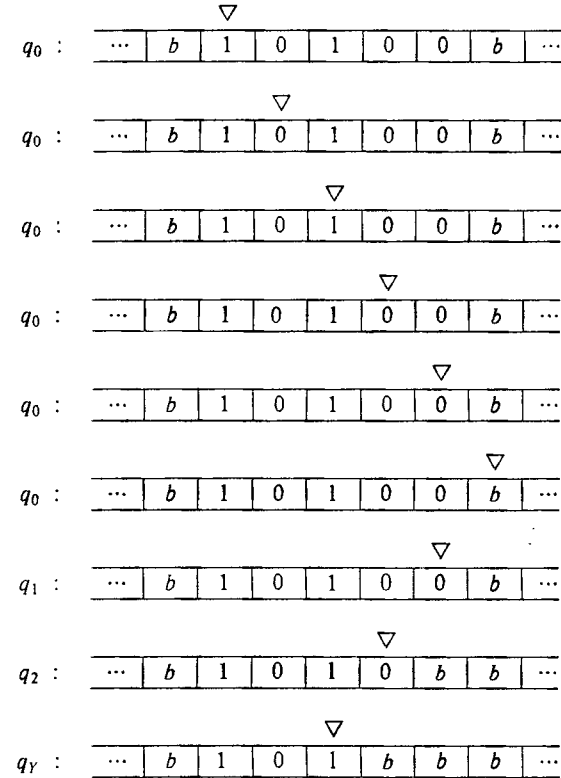 q₀ : ··· b 1 0 1 0 0 b ···
q₀ : ··· b 1 0 1 0 0 b ···
q₀ : ··· b 1 0 1 0 0 b ···
q₀ : ··· b 1 0 1 0 0 b ···
q₀ : ··· b 1 0 1 0 0 b ···
q₀ : ··· b 1 0 1 0 0 b ···
q₁ : ··· b 1 0 1 0 0 b ···
q₂ : ··· b 1 0 1 0 b b ···
q_Y : ··· b 1 0 1 b b b ···